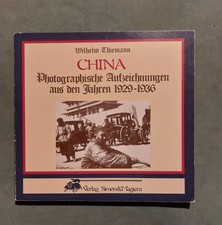 Wilhelm Thiemann
CHINA
Photographische Aufzeichnungen
aus den Jahren 1929-1936
Verlag Simon & Magiera